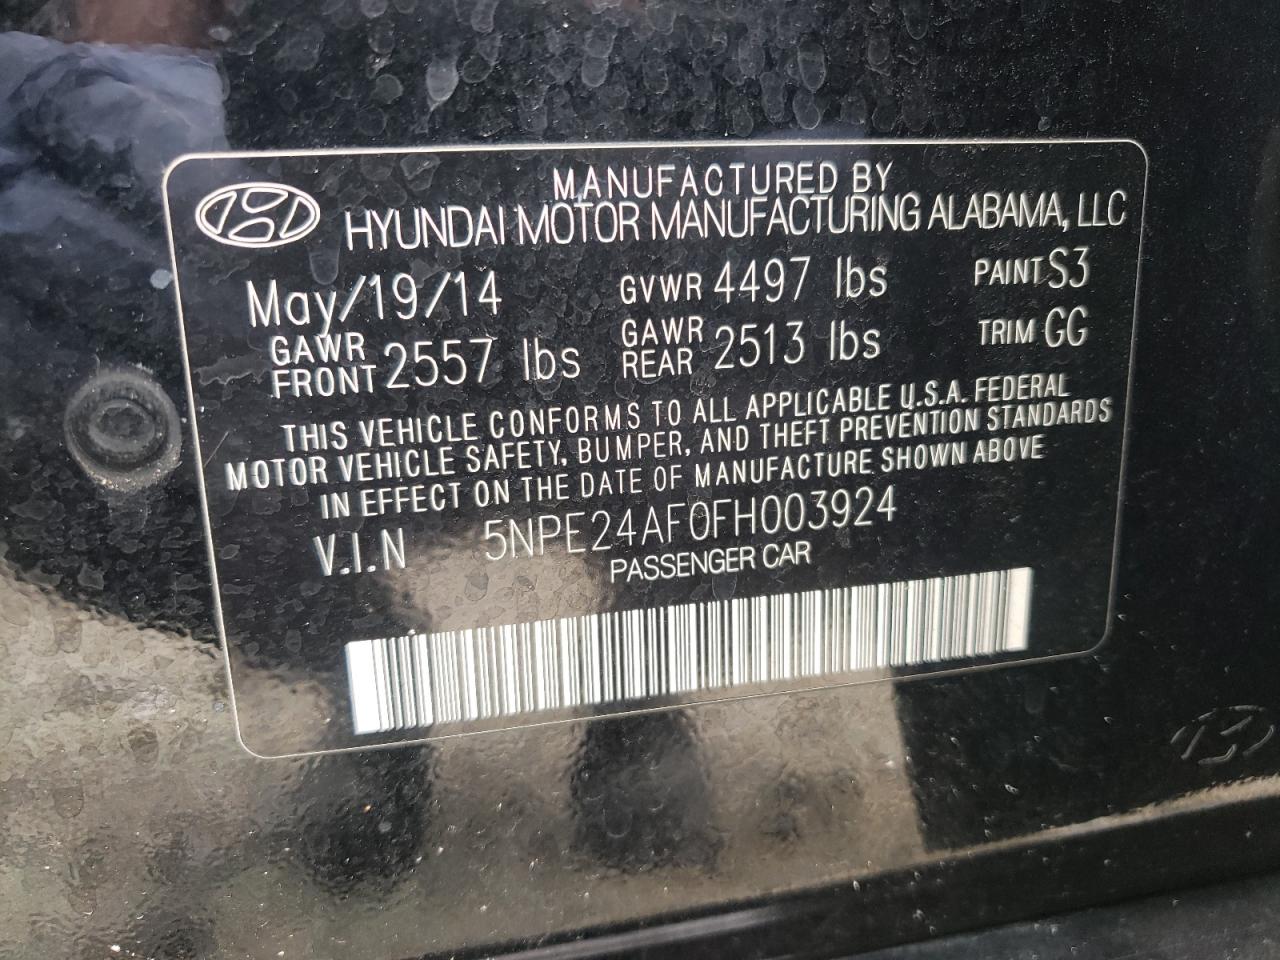 MANUFACTURED BY
HYUNDAI MOTOR MANUFACTURING ALABAMA, LLC
May/19/14 GVWR 4497 lbs PAINT S3
GAWR FRONT 2557 lbs GAWR REAR 2513 lbs TRIM GG
THIS VEHICLE CONFORMS TO ALL APPLICABLE U.S.A. FEDERAL
MOTOR VEHICLE SAFETY, BUMPER, AND THEFT PREVENTION STANDARDS
IN EFFECT ON THE DATE OF MANUFACTURE SHOWN ABOVE
V.I.N 5NPE24AF0FH003924
PASSENGER CAR